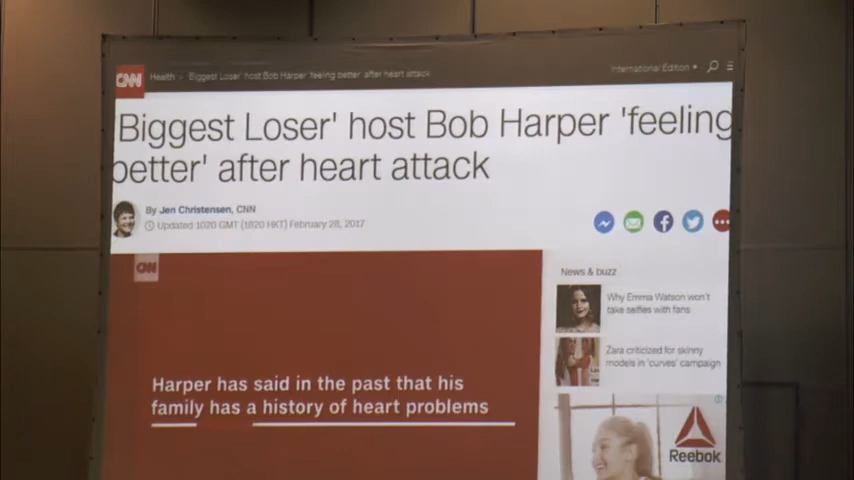 CNN Health » 'Biggest Loser' host Bob Harper 'feeling better' after heart attack International Edition
'Biggest Loser' host Bob Harper 'feeling
better' after heart attack
By Jen Christensen, CNN
Updated 1020 GMT (1820 HKT) February 28, 2017
CNN
Harper has said in the past that his
family has a history of heart problems
News & buzz
Why Emma Watson won't
take selfies with fans
Zara criticized for skinny
models in 'curves' campaign
Reebok